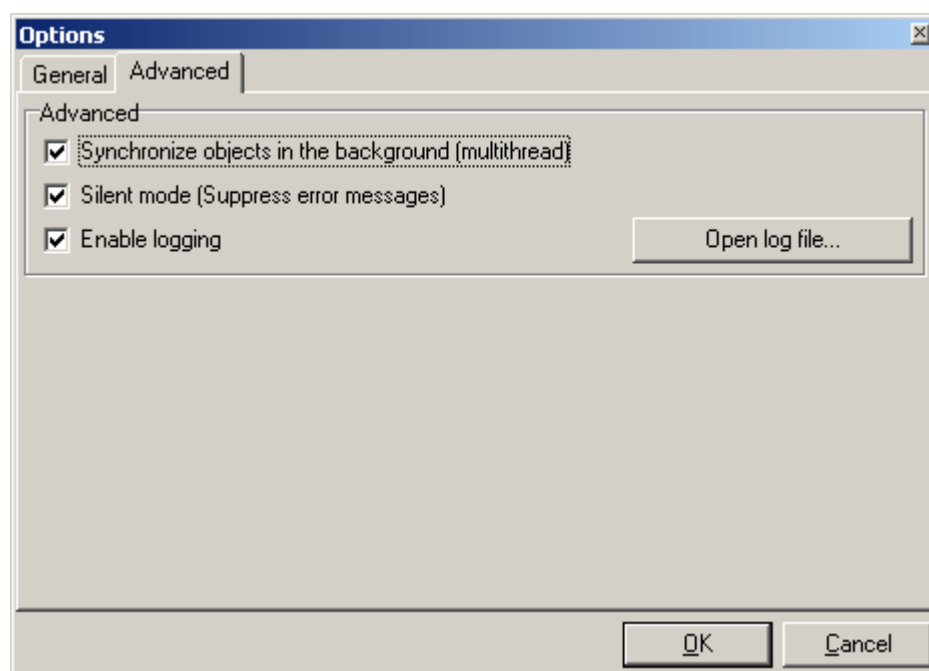 Options
General
Advanced
Advanced
Synchronize objects in the background (multithread)
Silent mode (Suppress error messages)
Enable logging
Open log file...
OK
Cancel